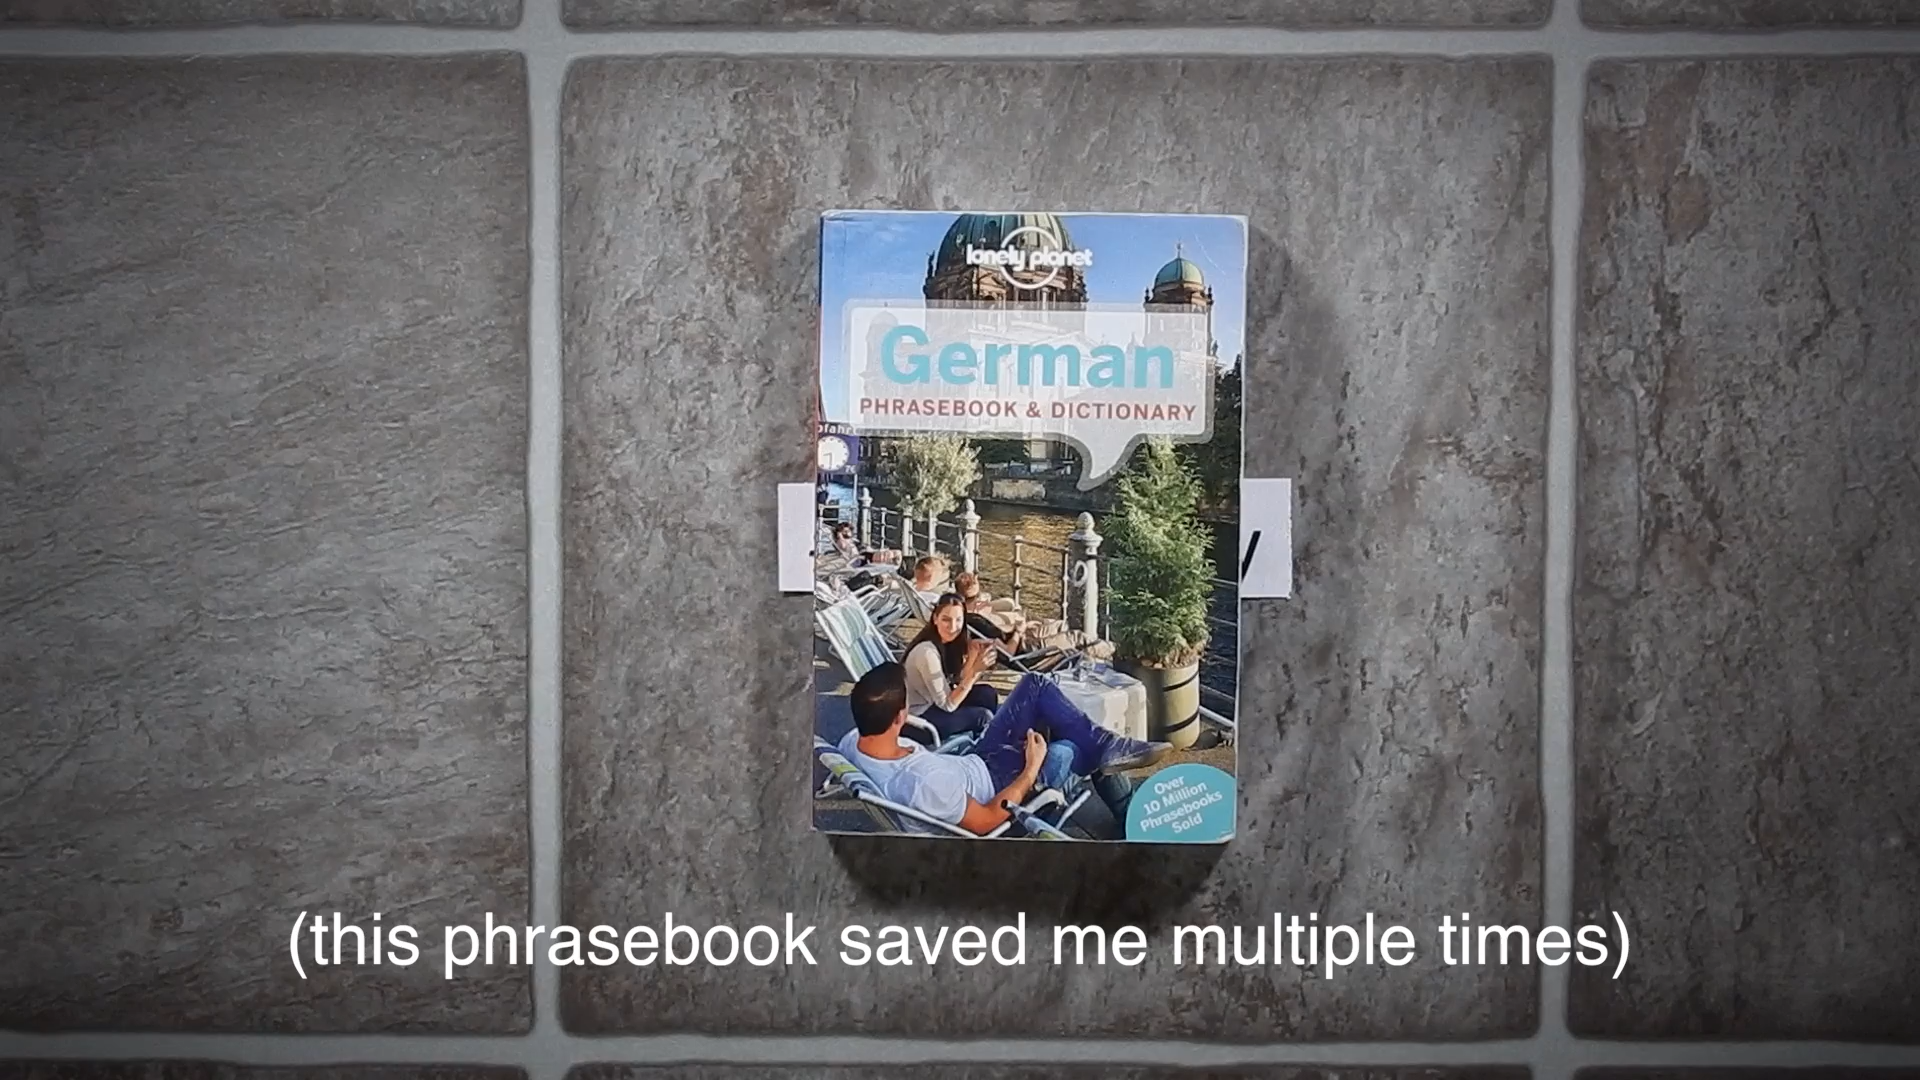 lonely planet
German
PHRASEBOOK & DICTIONARY
Over
10 Million
Phrasebooks
Sold
(this phrasebook saved me multiple times)